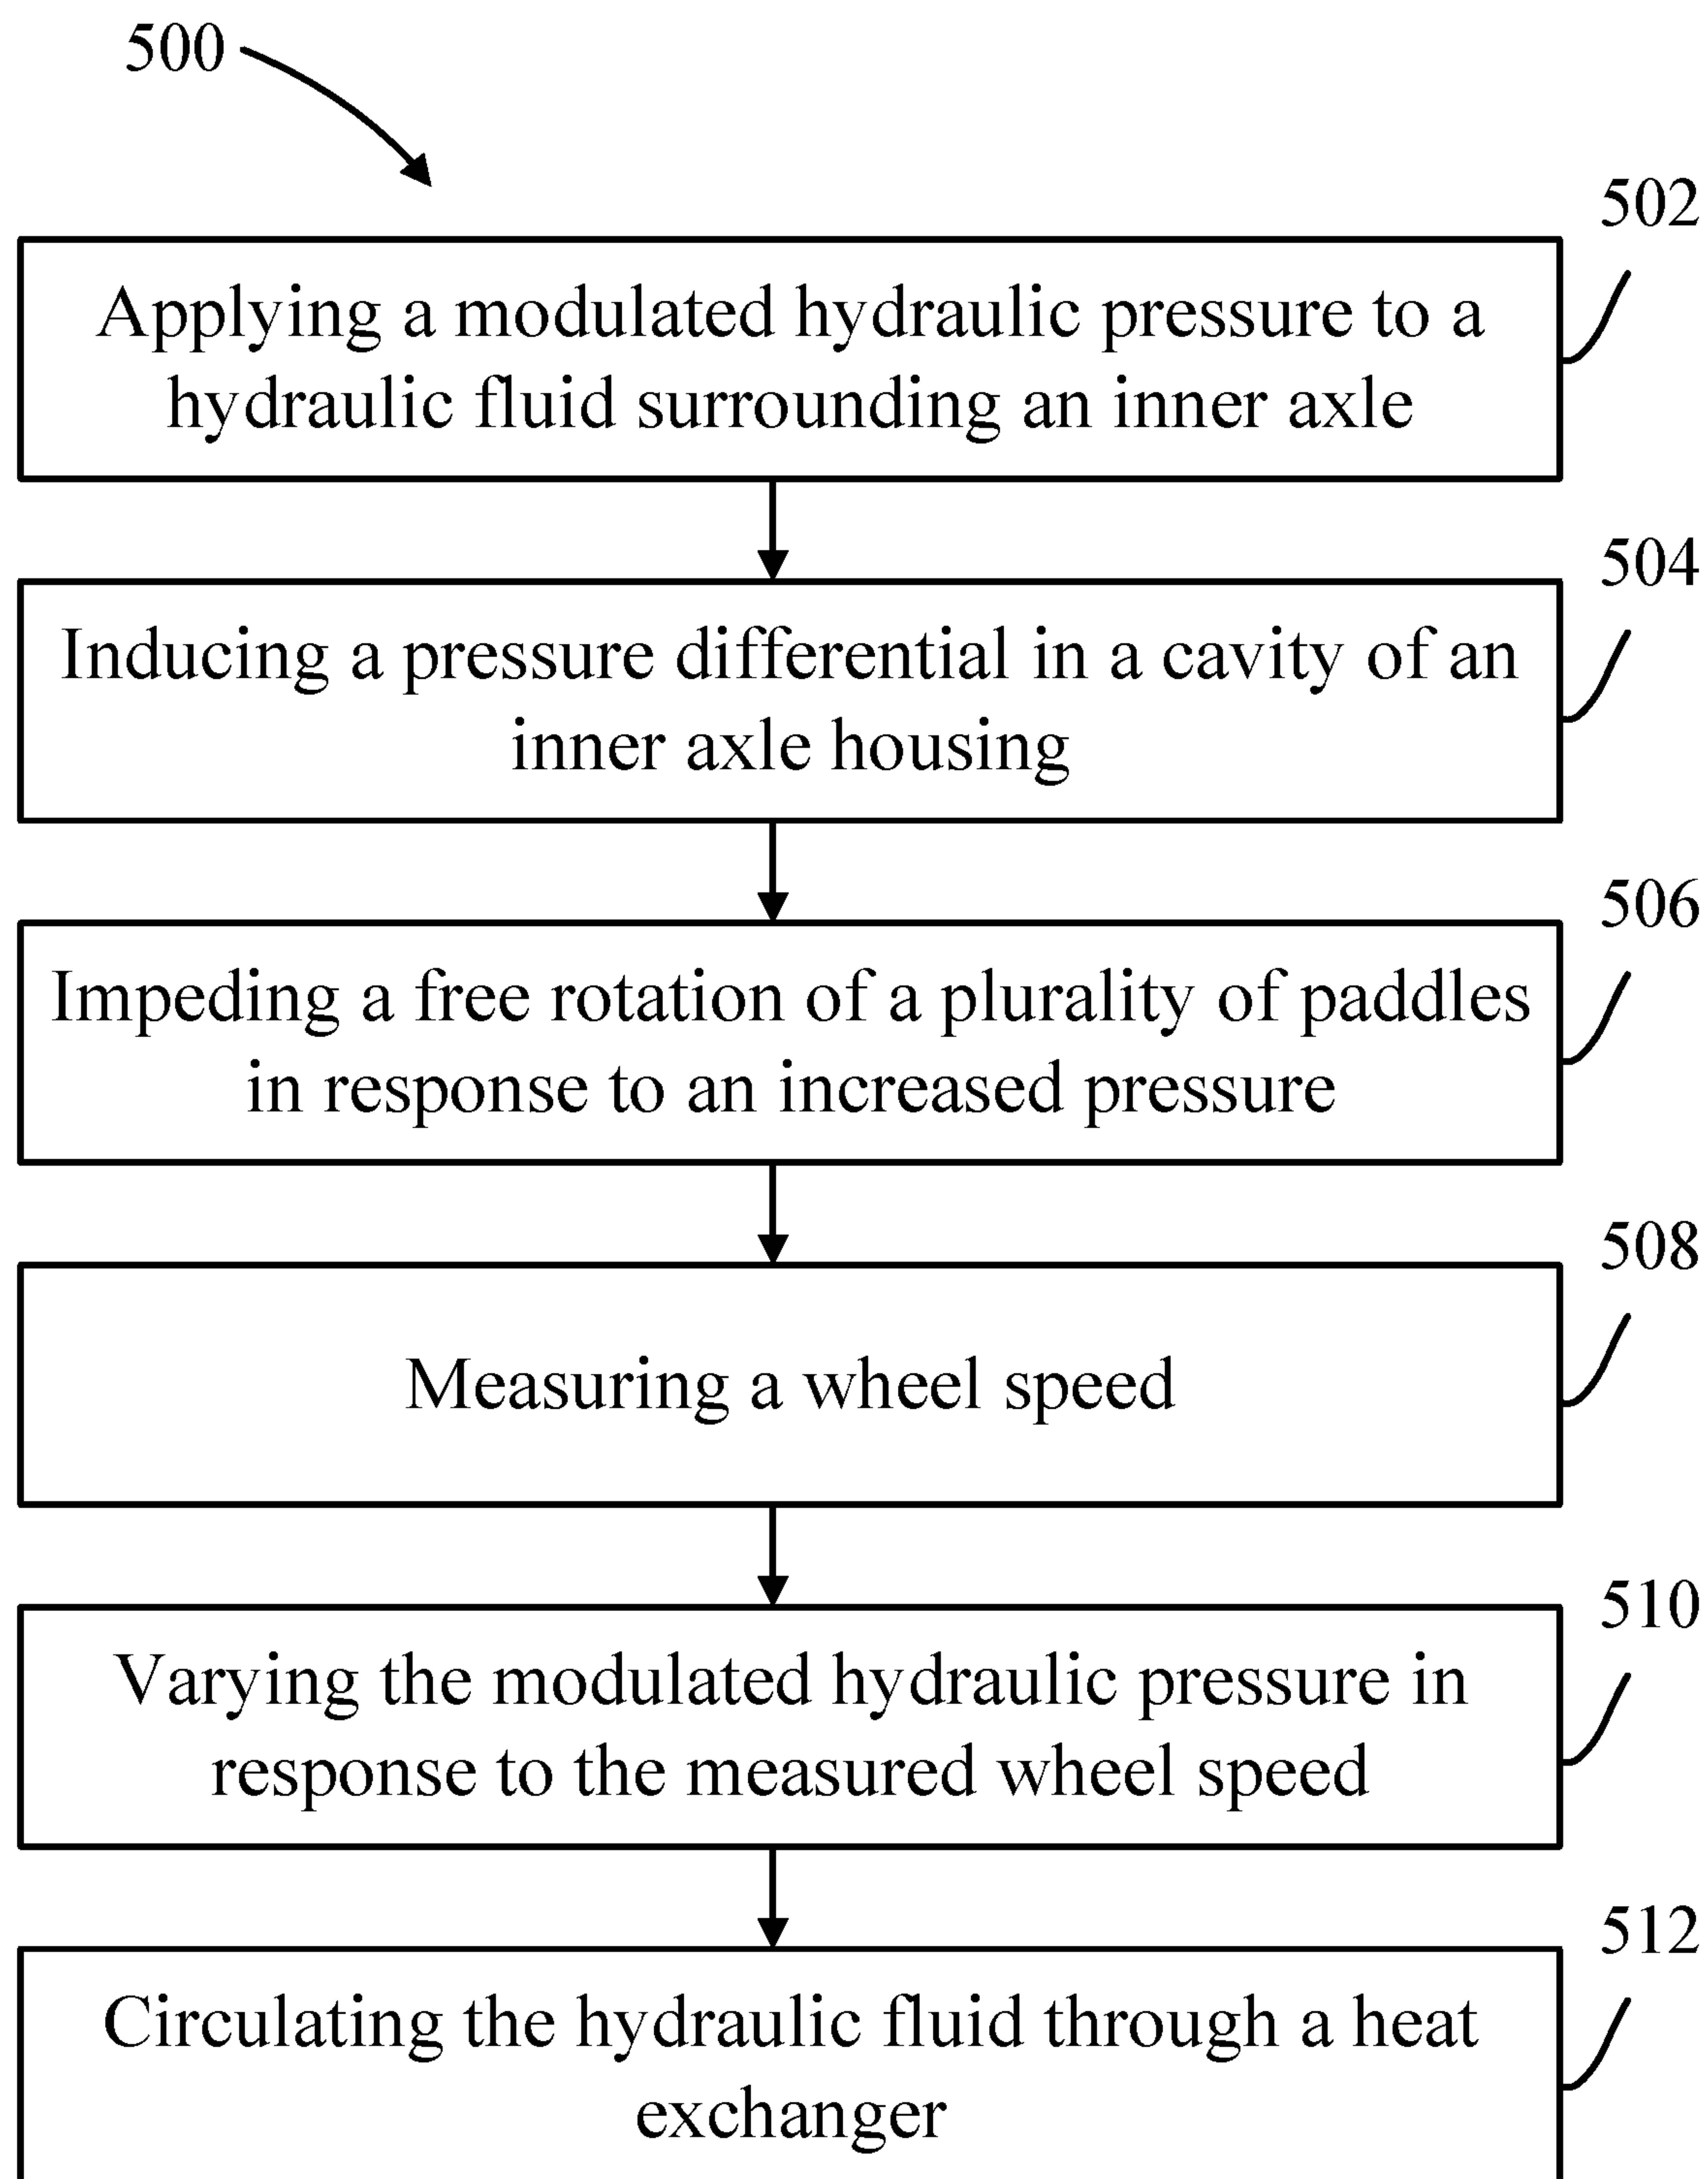 500
502
Applying a modulated hydraulic pressure to a
hydraulic fluid surrounding an inner axle
504
Inducing a pressure differential in a cavity of an
inner axle housing
506
Impeding a free rotation of a plurality of paddles
in response to an increased pressure
508
Measuring a wheel speed
510
Varying the modulated hydraulic pressure in
response to the measured wheel speed
512
Circulating the hydraulic fluid through a heat
exchanger